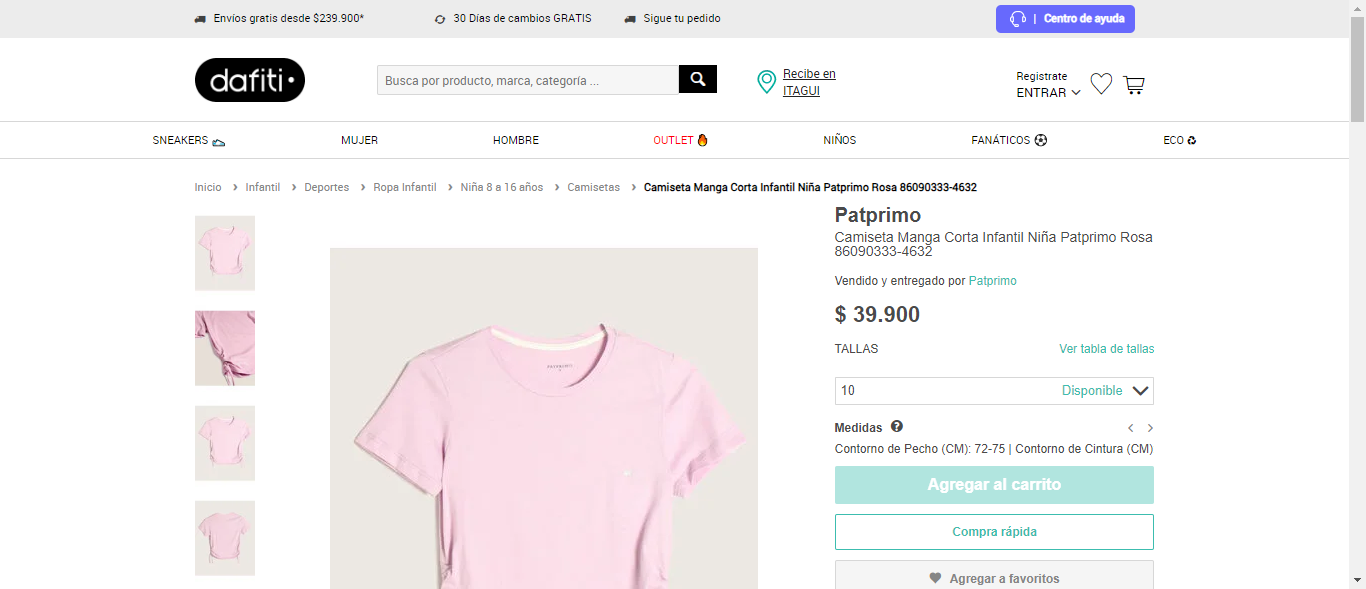 Envíos gratis desde $239.900*
30 Días de cambios GRATIS
Sigue tu pedido
| Centro de ayuda
dafiti
Busca por producto, marca, categoría ...
Recibe en
ITAGUI
Registrate
ENTRAR
SNEAKERS
MUJER
HOMBRE
OUTLET
NIÑOS
FANÁTICOS
ECO
Inicio › Infantil › Deportes › Ropa Infantil › Niña 8 a 16 años › Camisetas › Camiseta Manga Corta Infantil Niña Patprimo Rosa 86090333-4632
Patprimo
Camiseta Manga Corta Infantil Niña Patprimo Rosa
86090333-4632
Vendido y entregado por Patprimo
$ 39.900
TALLAS
Ver tabla de tallas
10
Disponible
Medidas ?
Contorno de Pecho (CM): 72-75 | Contorno de Cintura (CM)
Agregar al carrito
Compra rápida
Agregar a favoritos